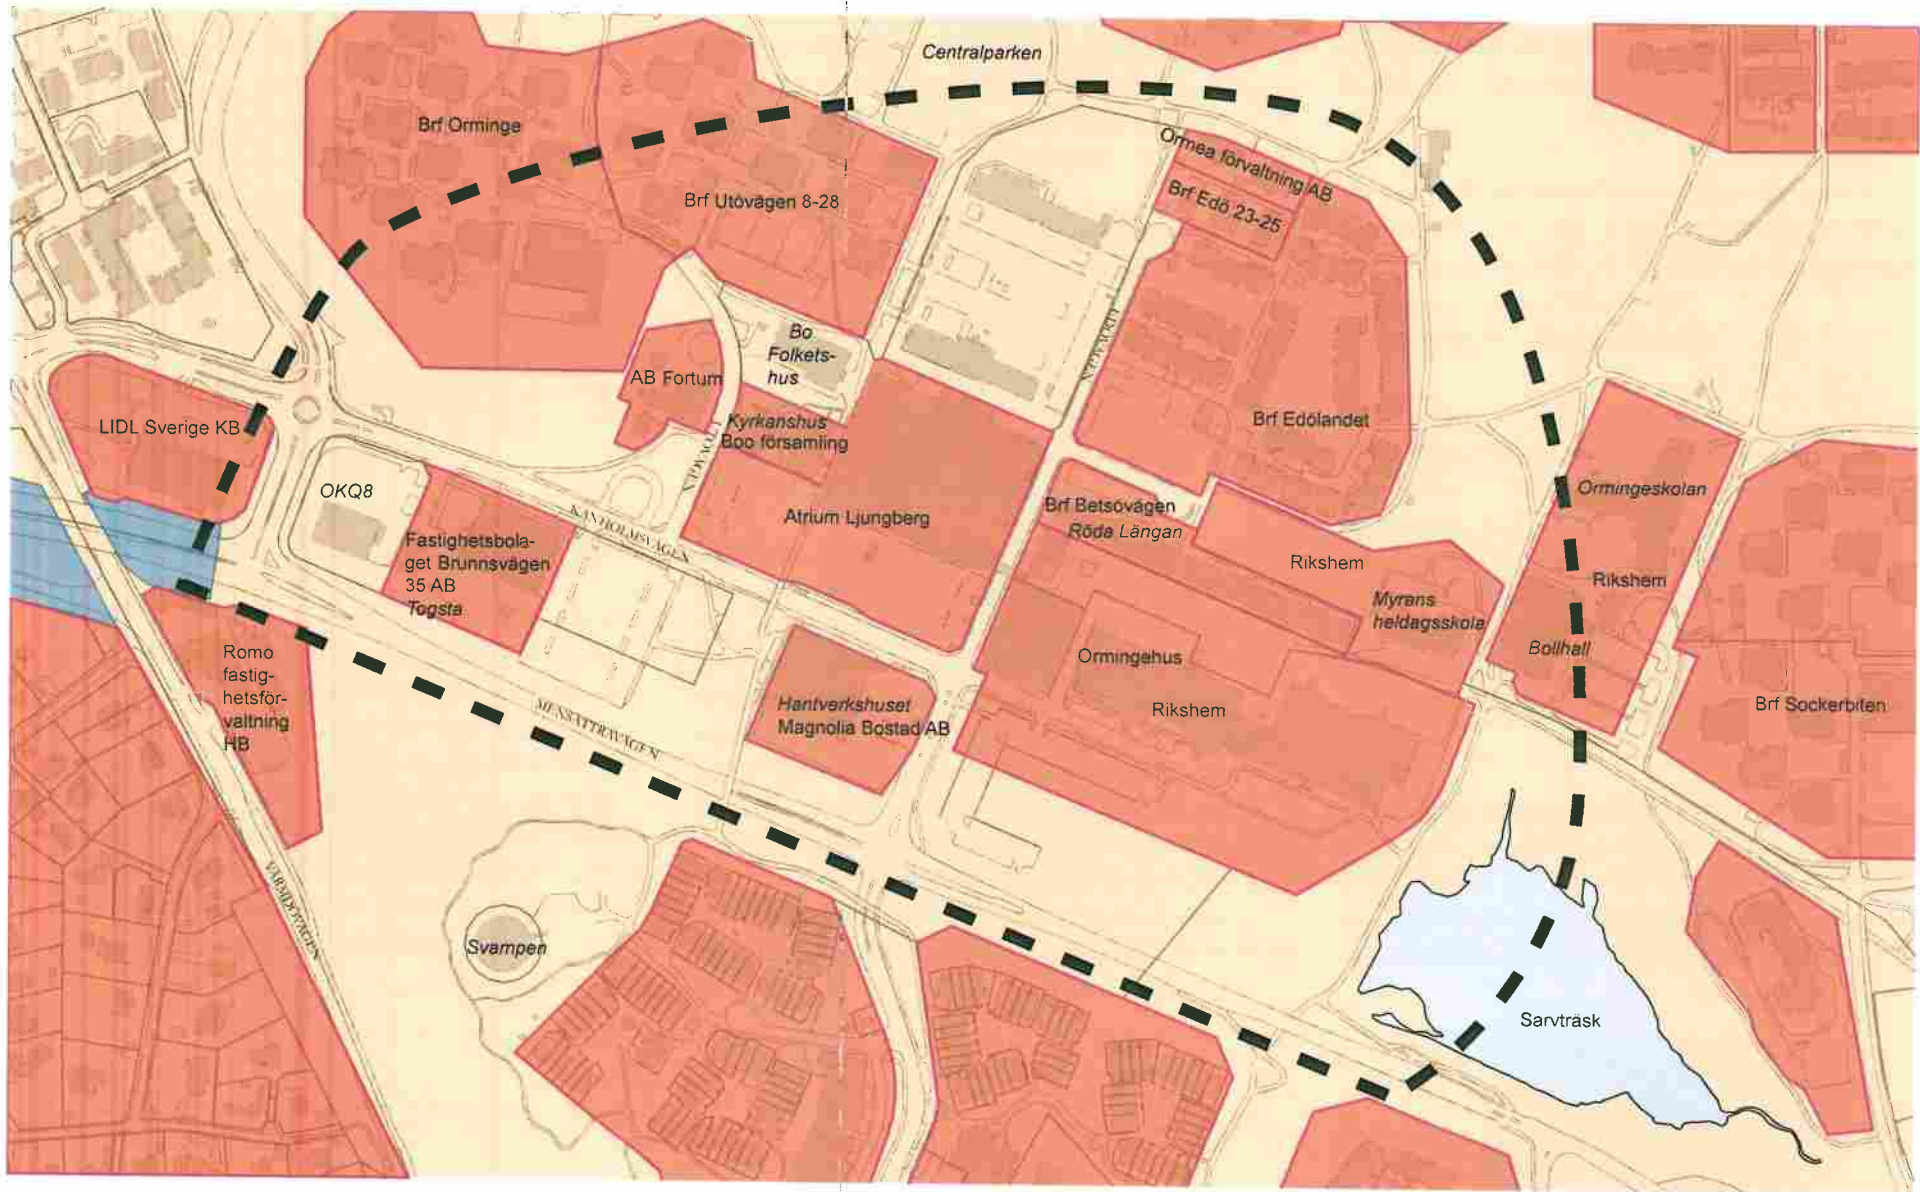 Centralparken
Brf Orminge
Ormea förvaltning AB
Brf Utövägen 8-28
Brf Edö 23-25
EDÖVÄGEN
Bo
Folkets-
hus
AB Fortum
LIDL Sverige KB
Kyrkanshus
Boo församling
UTÖVÄGEN
Brf Edölandet
OKQ8
Ormingeskolan
Atrium Ljungberg
Brf Betsövägen
Röda Längan
KANHOLMSVÄGEN
Fastighetsbola-
get Brunnsvägen
35 AB
Togsta
Rikshem
Rikshem
Myrans
heldagsskola
Romo
fastig-
hetsför-
valtning
HB
Bollhall
Ormingehus
Rikshem
Hantverkshuset
Magnolia Bostad AB
Brf Sockerbiten
MENSÄTTRAVÄGEN
VÄRMDÖVÄGEN
Svampen
Sarvträsk